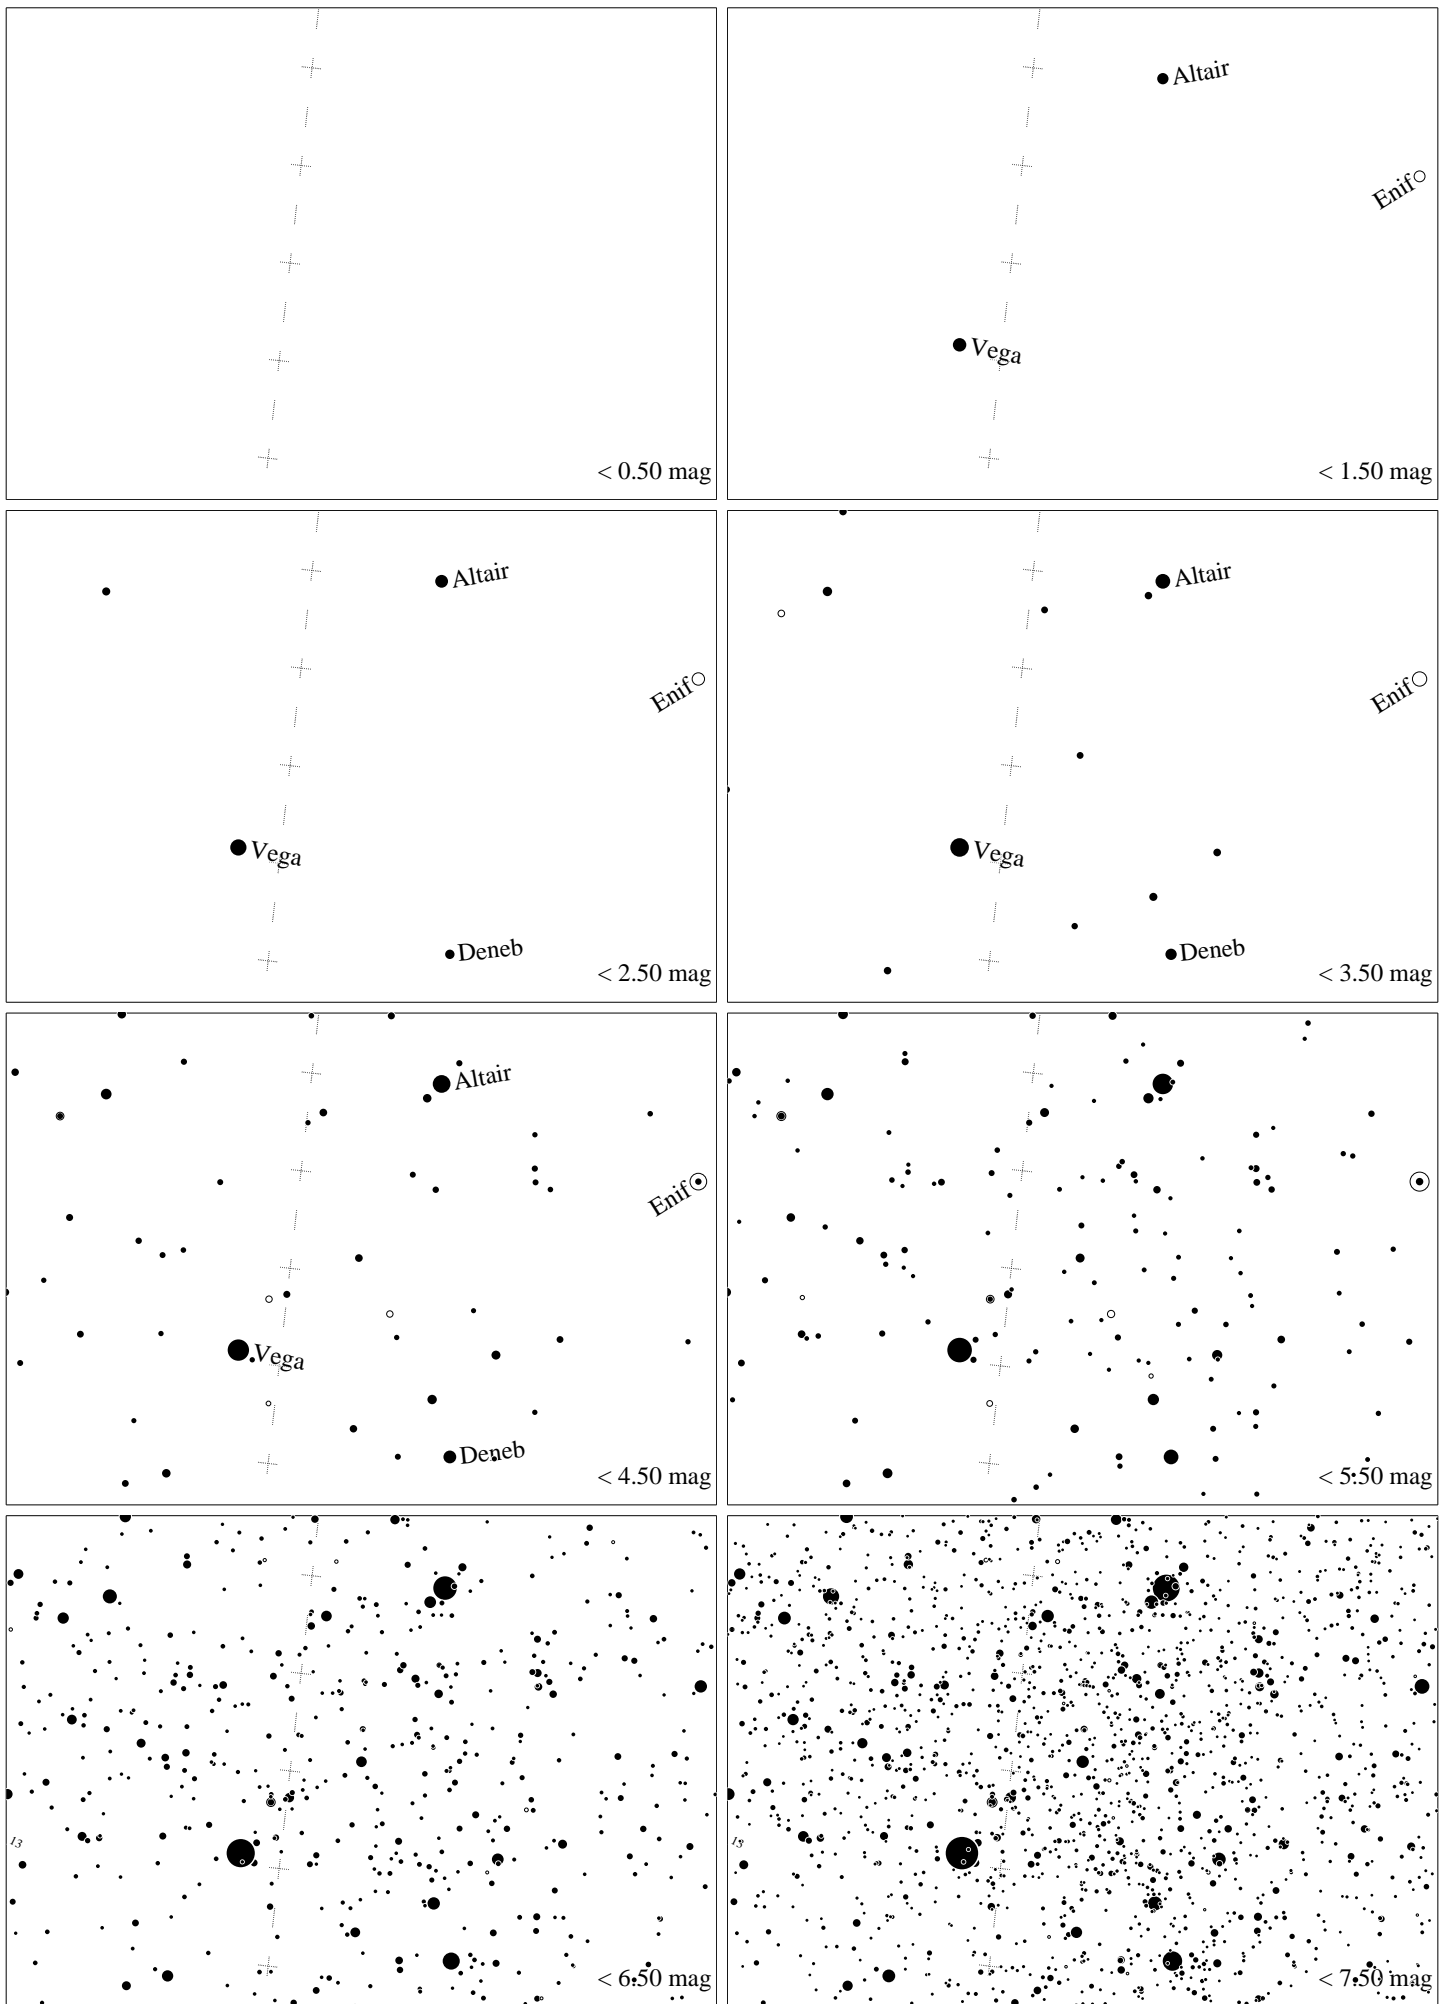 < 0.50 mag
Altair
Enif
Vega
< 1.50 mag
Altair
Enif
Vega
Deneb
< 2.50 mag
Altair
Enif
Vega
Deneb
< 3.50 mag
Altair
Enif
Vega
Deneb
< 4.50 mag
< 5.50 mag
13
< 6.50 mag
13
< 7.50 mag